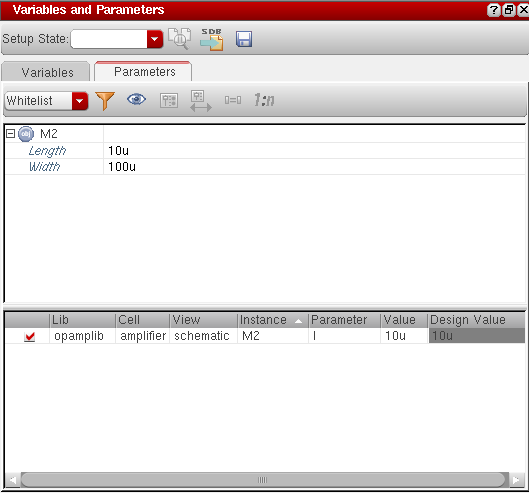 Variables and Parameters
Setup State:
SDB
Variables
Parameters
Whitelist
1:n
M2
Length 10u
Width 100u
Lib Cell View Instance Parameter Value Design Value
opamplib amplifier schematic M2 l 10u 10u